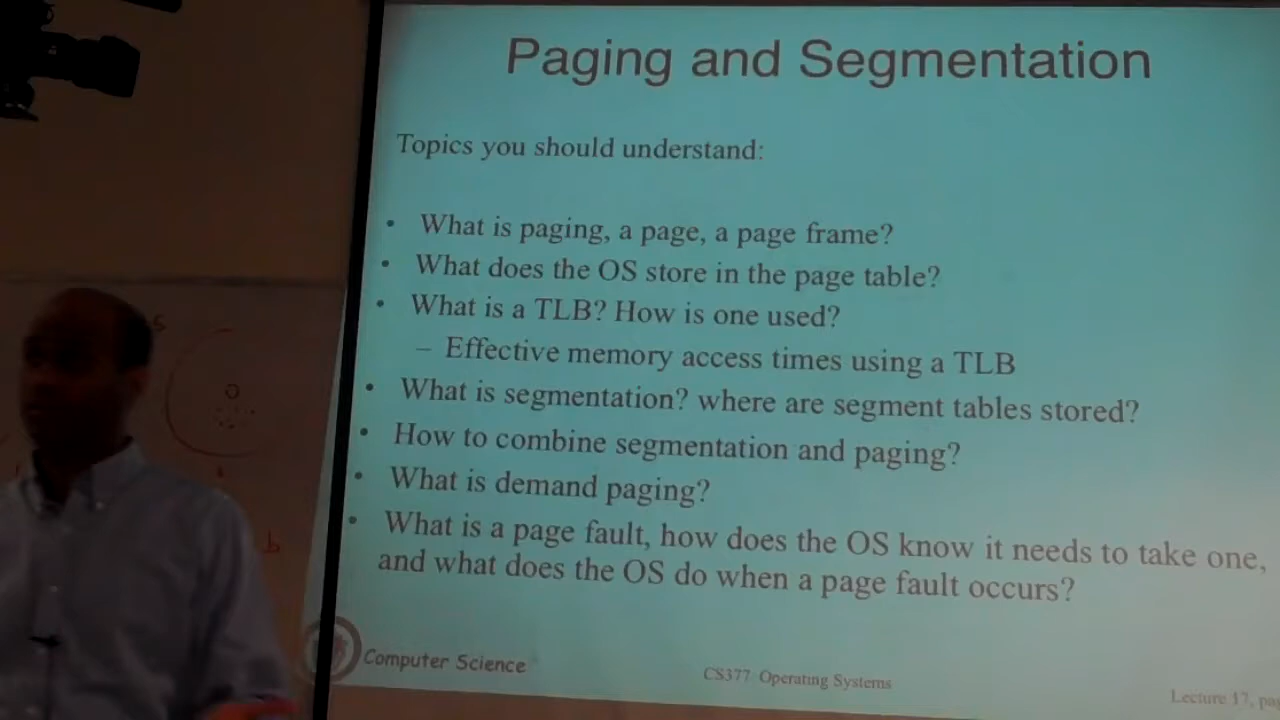 Paging and Segmentation
Topics you should understand:
• What is paging, a page, a page frame?
• What does the OS store in the page table?
• What is a TLB? How is one used?
– Effective memory access times using a TLB
• What is segmentation? where are segment tables stored?
• How to combine segmentation and paging?
• What is demand paging?
• What is a page fault, how does the OS know it needs to take one,
and what does the OS do when a page fault occurs?
Computer Science
CS377 Operating Systems
Lecture 17,